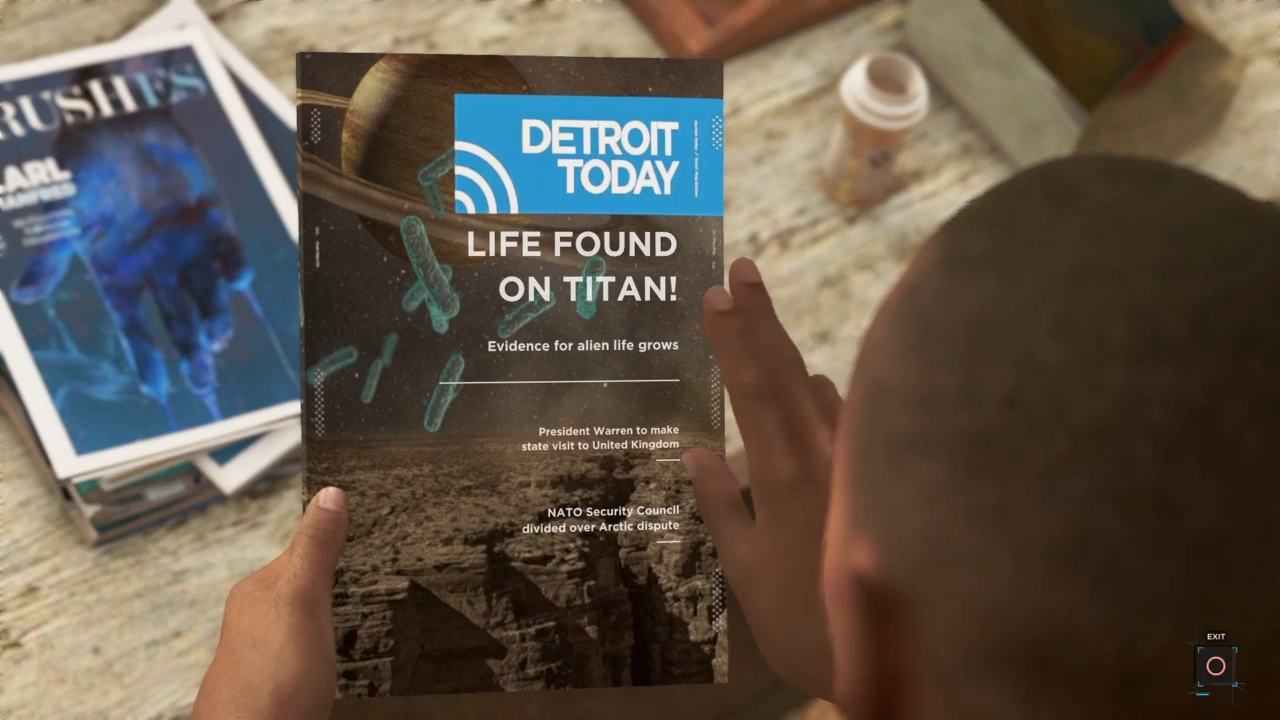 RUSHES
DETROIT
TODAY
LIFE FOUND
ON TITAN!
Evidence for alien life grows
President Warren to make
state visit to United Kingdom
NATO Security Council
divided over Arctic dispute
EXIT